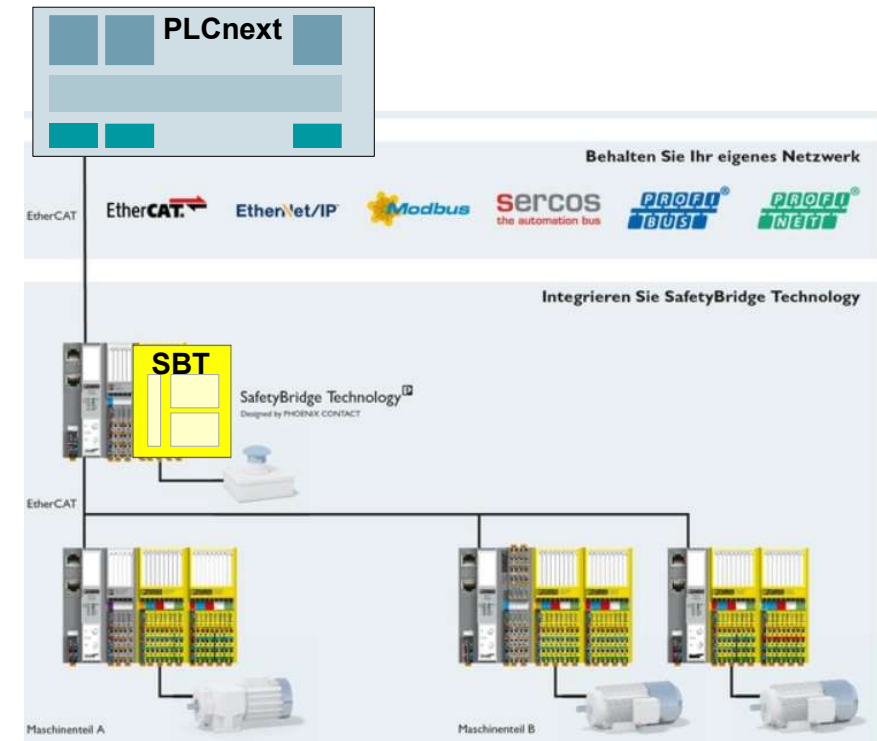 PLCnext
Behalten Sie Ihr eigenes Netzwerk
EtherCAT
EtherCAT.
EtherNet/IP
Modbus
sercos
the automation bus
PROFI
BUS
PROFI
NET
Integrieren Sie SafetyBridge Technology
SBT
SafetyBridge Technology
Designed by PHOENIX CONTACT
EtherCAT
Maschinenteil A
Maschinenteil B